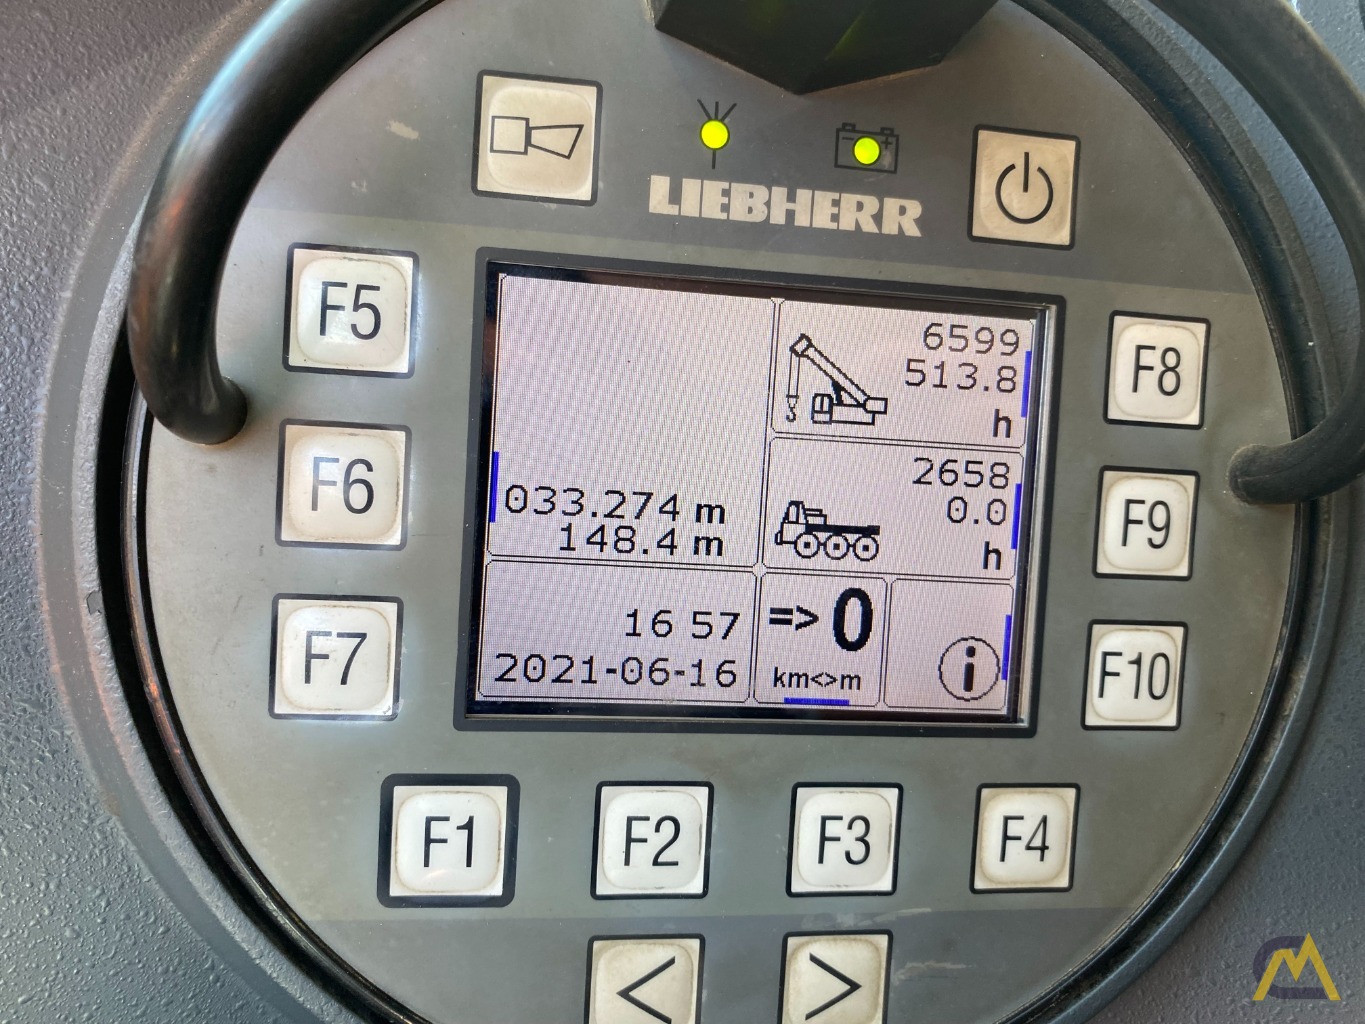 LIEBHERR
F5
F6
F7
F8
F9
F10
6599
513.8
h
033.274 m
148.4 m
2658
0.0
h
16 57
2021-06-16
=> 0
km<>m
i
F1
F2
F3
F4
<
>
CM